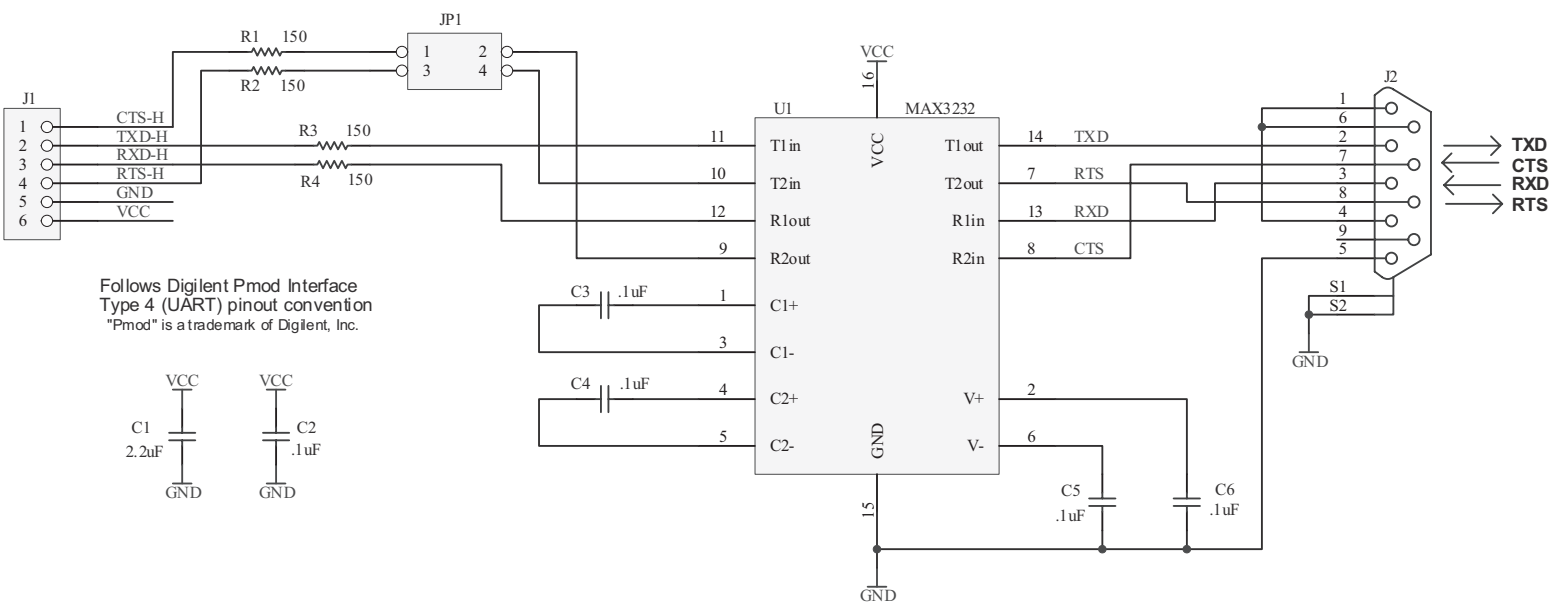 JP1
R1 150
1 2
R2 150
3 4
J1
1 CTS-H
2 TXD-H
3 RXD-H
4 RTS-H
5 GND
6 VCC
R3 150
R4 150
Follows Digilent Pmod Interface
Type 4 (UART) pinout convention
"Pmod" is a trademark of Digilent, Inc.
VCC
C1
2.2uF
GND
VCC
C2
.1uF
GND
C3 .1uF
C4 .1uF
VCC
16
U1 MAX3232
VCC
11 T1in
10 T2in
12 R1out
9 R2out
1 C1+
3 C1-
4 C2+
5 C2-
T1out 14 TXD
T2out 7 RTS
R1in 13 RXD
R2in 8 CTS
V+ 2
V- 6
GND
15
GND
C5
.1uF
C6
.1uF
J2
1
6
2
7
3
8
4
9
5
S1
S2
GND
TXD
CTS
RXD
RTS